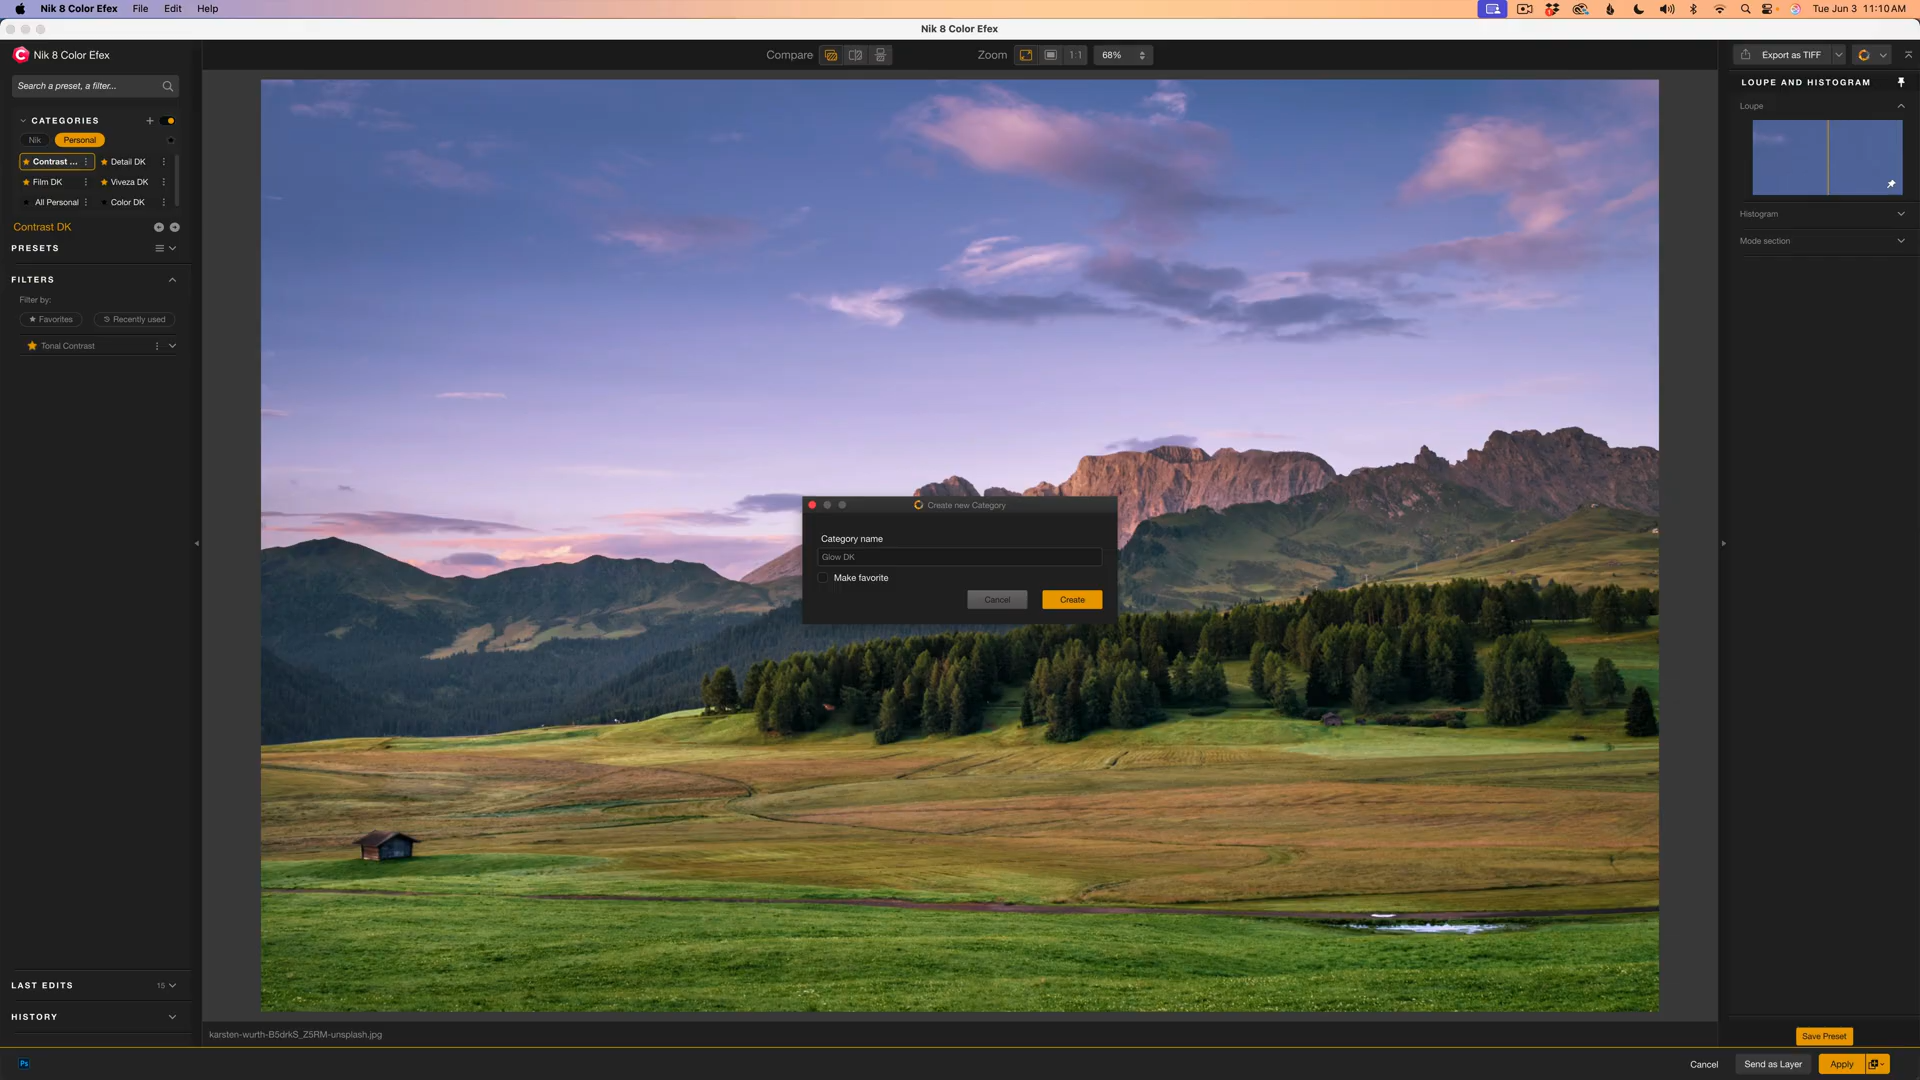 Nik 8 Color Efex File Edit Help
Tue Jun 3 11:10 AM
Nik 8 Color Efex
Nik 8 Color Efex
Compare
Zoom
1:1
68%
Export as TIFF
Search a preset, a filter...
LOUPE AND HISTOGRAM
Loupe
CATEGORIES
Nik
Personal
Contrast ...
Detail DK
Film DK
Viveza DK
All Personal
Color DK
Histogram
Contrast DK
Mode section
PRESETS
FILTERS
Filter by:
Favorites
Recently used
Tonal Contrast
Create new Category
Category name
Glow DK
Make favorite
Cancel
Create
LAST EDITS
15
HISTORY
karsten-wurth-B5drkS_Z5RM-unsplash.jpg
Save Preset
Ps
Cancel
Send as Layer
Apply